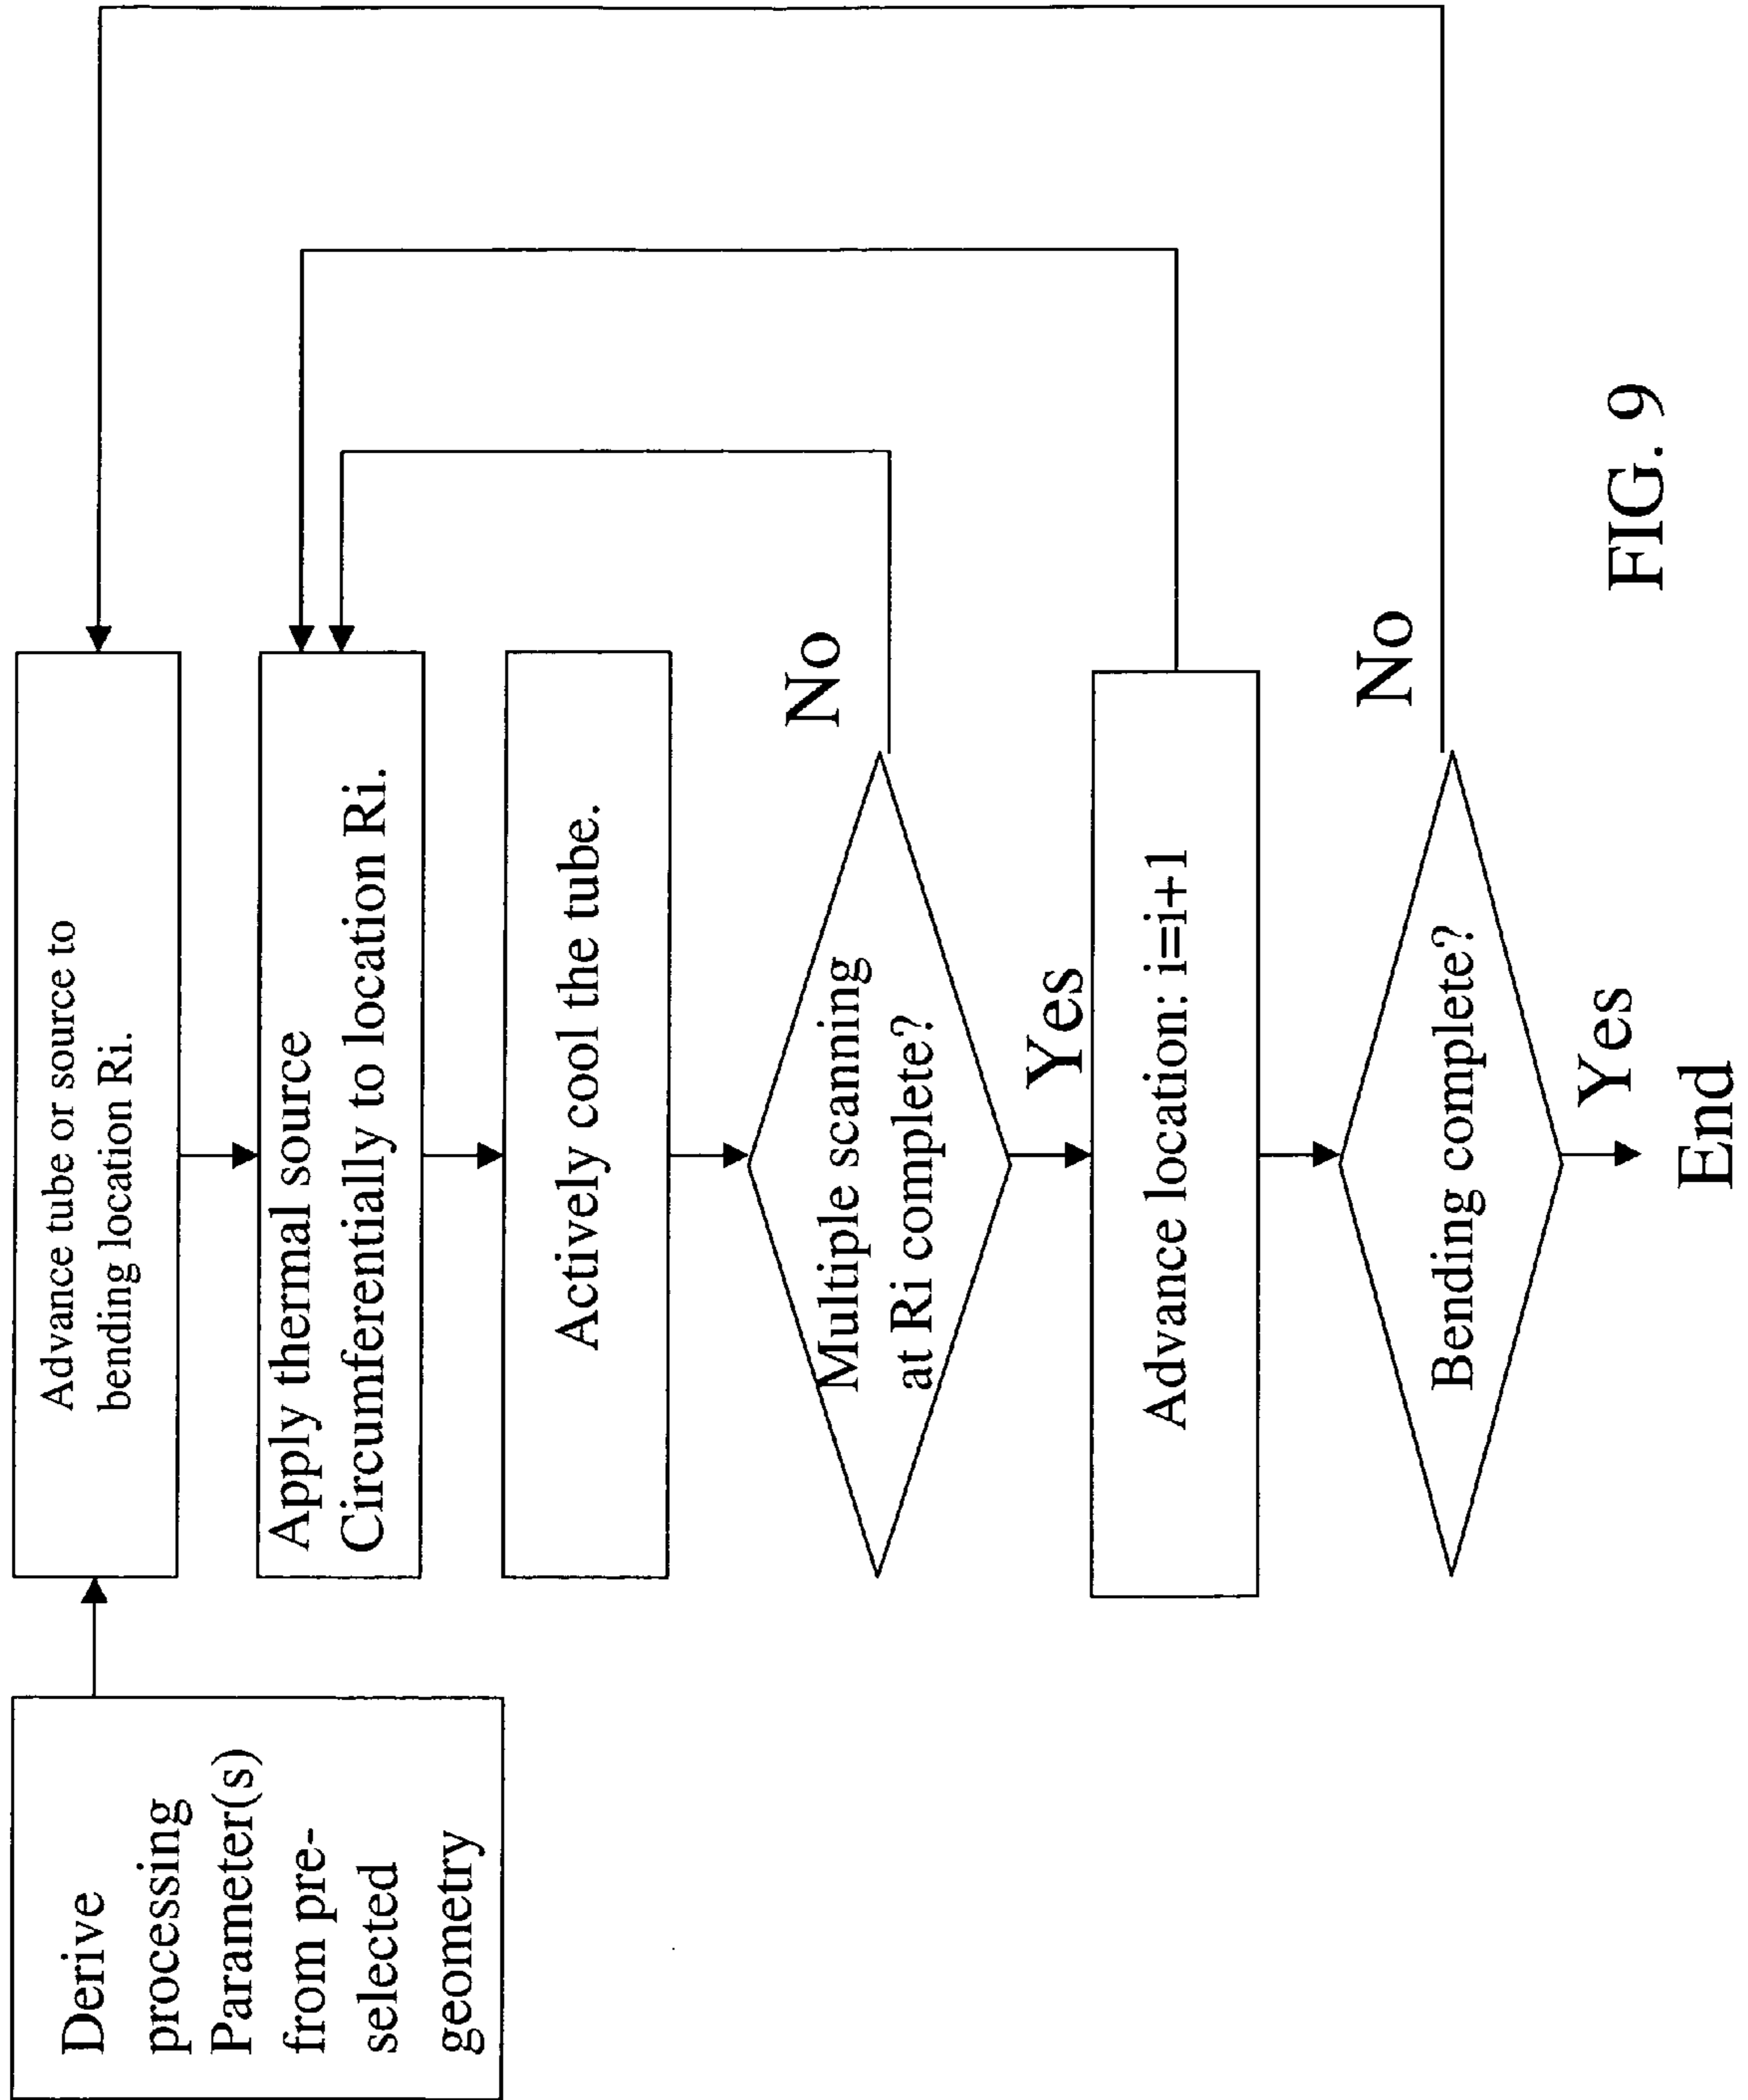 Derive
processing
Parameter(s)
from pre-
selected
geometry
Advance tube or source to
bending location Ri.
Apply thermal source
Circumferentially to location Ri.
Actively cool the tube.
Multiple scanning
at Ri complete?
No
Yes
Advance location: i=i+1
Bending complete?
No
Yes
End
FIG. 9